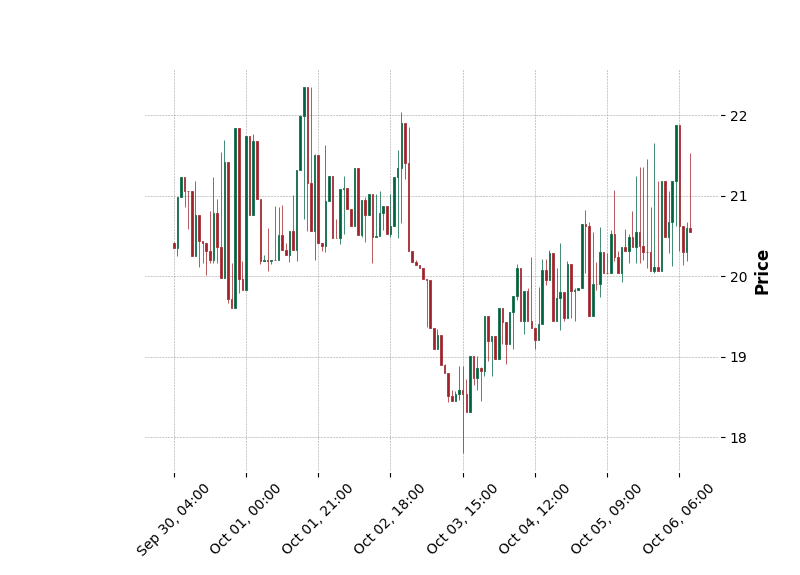 22
21
20
19
18
Price
Sep 30, 04:00
Oct 01, 00:00
Oct 01, 21:00
Oct 02, 18:00
Oct 03, 15:00
Oct 04, 12:00
Oct 05, 09:00
Oct 06, 06:00